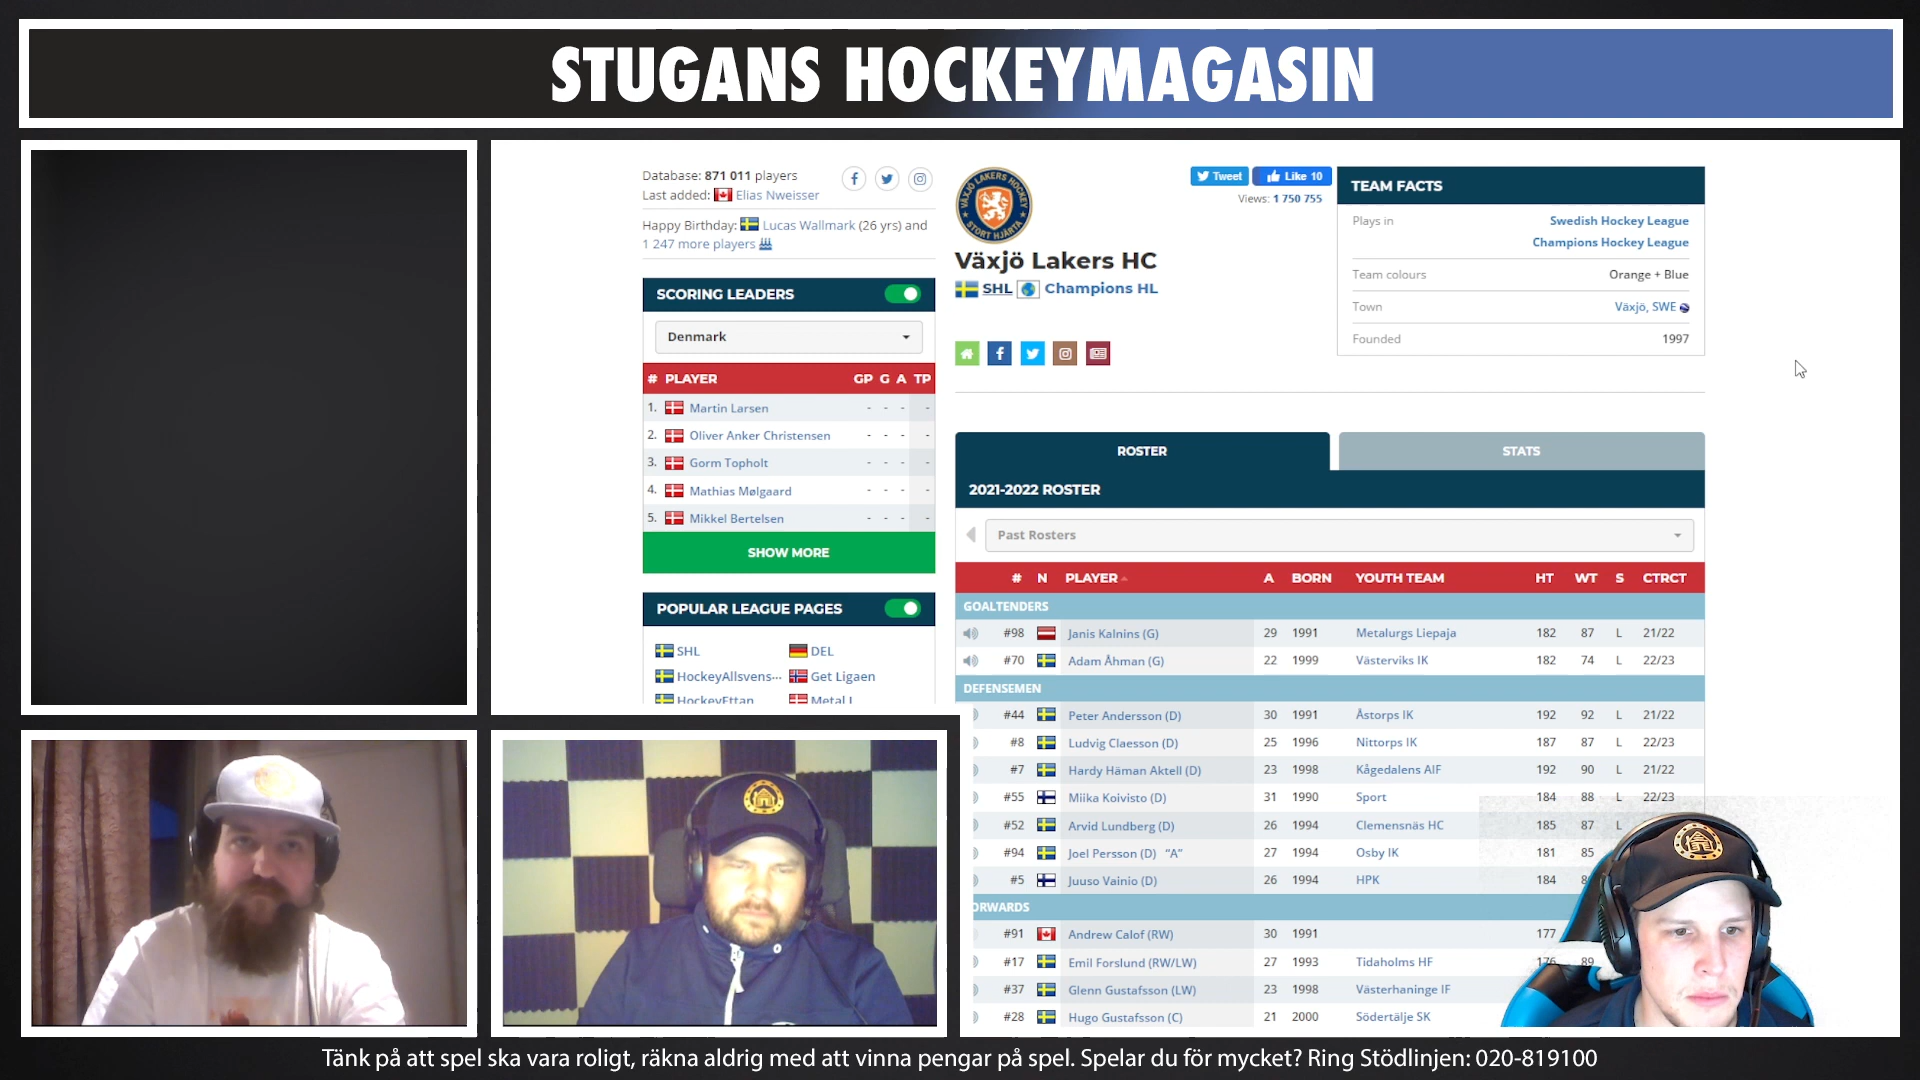 STUGANS HOCKEYMAGASIN
Database: 871 011 players
Last added: Elias Nweisser
Happy Birthday: Lucas Wallmark (26 yrs) and
1 247 more players
SCORING LEADERS
Denmark
# PLAYER GP G A TP
1. Martin Larsen - - - -
2. Oliver Anker Christensen - - - -
3. Gorm Topholt - - - -
4. Mathias Mølgaard - - - -
5. Mikkel Bertelsen - - - -
SHOW MORE
POPULAR LEAGUE PAGES
SHL DEL
HockeyAllsvens... Get Ligaen
HockeyEttan Metal L
VÄXJÖ LAKERS HOCKEY
STORT HJÄRTA
Tweet Like 10
Views: 1 750 755
Växjö Lakers HC
SHL Champions HL
TEAM FACTS
Plays in Swedish Hockey League
Champions Hockey League
Team colours Orange + Blue
Town Växjö, SWE
Founded 1997
ROSTER STATS
2021-2022 ROSTER
Past Rosters
# N PLAYER A BORN YOUTH TEAM HT WT S CTRCT
GOALTENDERS
#98 Janis Kalnins (G) 29 1991 Metalurgs Liepaja 182 87 L 21/22
#70 Adam Åhman (G) 22 1999 Västerviks IK 182 74 L 22/23
DEFENSEMEN
#44 Peter Andersson (D) 30 1991 Åstorps IK 192 92 L 21/22
#8 Ludvig Claesson (D) 25 1996 Nittorps IK 187 87 L 22/23
#7 Hardy Häman Aktell (D) 23 1998 Kågedalens AIF 192 90 L 21/22
#55 Miika Koivisto (D) 31 1990 Sport 184 88 L 22/23
#52 Arvid Lundberg (D) 26 1994 Clemensnäs HC 185 87 L
#94 Joel Persson (D) "A" 27 1994 Osby IK 181 85
#5 Juuso Vainio (D) 26 1994 HPK 184 8
ORWARDS
#91 Andrew Calof (RW) 30 1991 177
#17 Emil Forslund (RW/LW) 27 1993 Tidaholms HF 176 89
#37 Glenn Gustafsson (LW) 23 1998 Västerhaninge IF
#28 Hugo Gustafsson (C) 21 2000 Södertälje SK
Tänk på att spel ska vara roligt, räkna aldrig med att vinna pengar på spel. Spelar du för mycket? Ring Stödlinjen: 020-819100